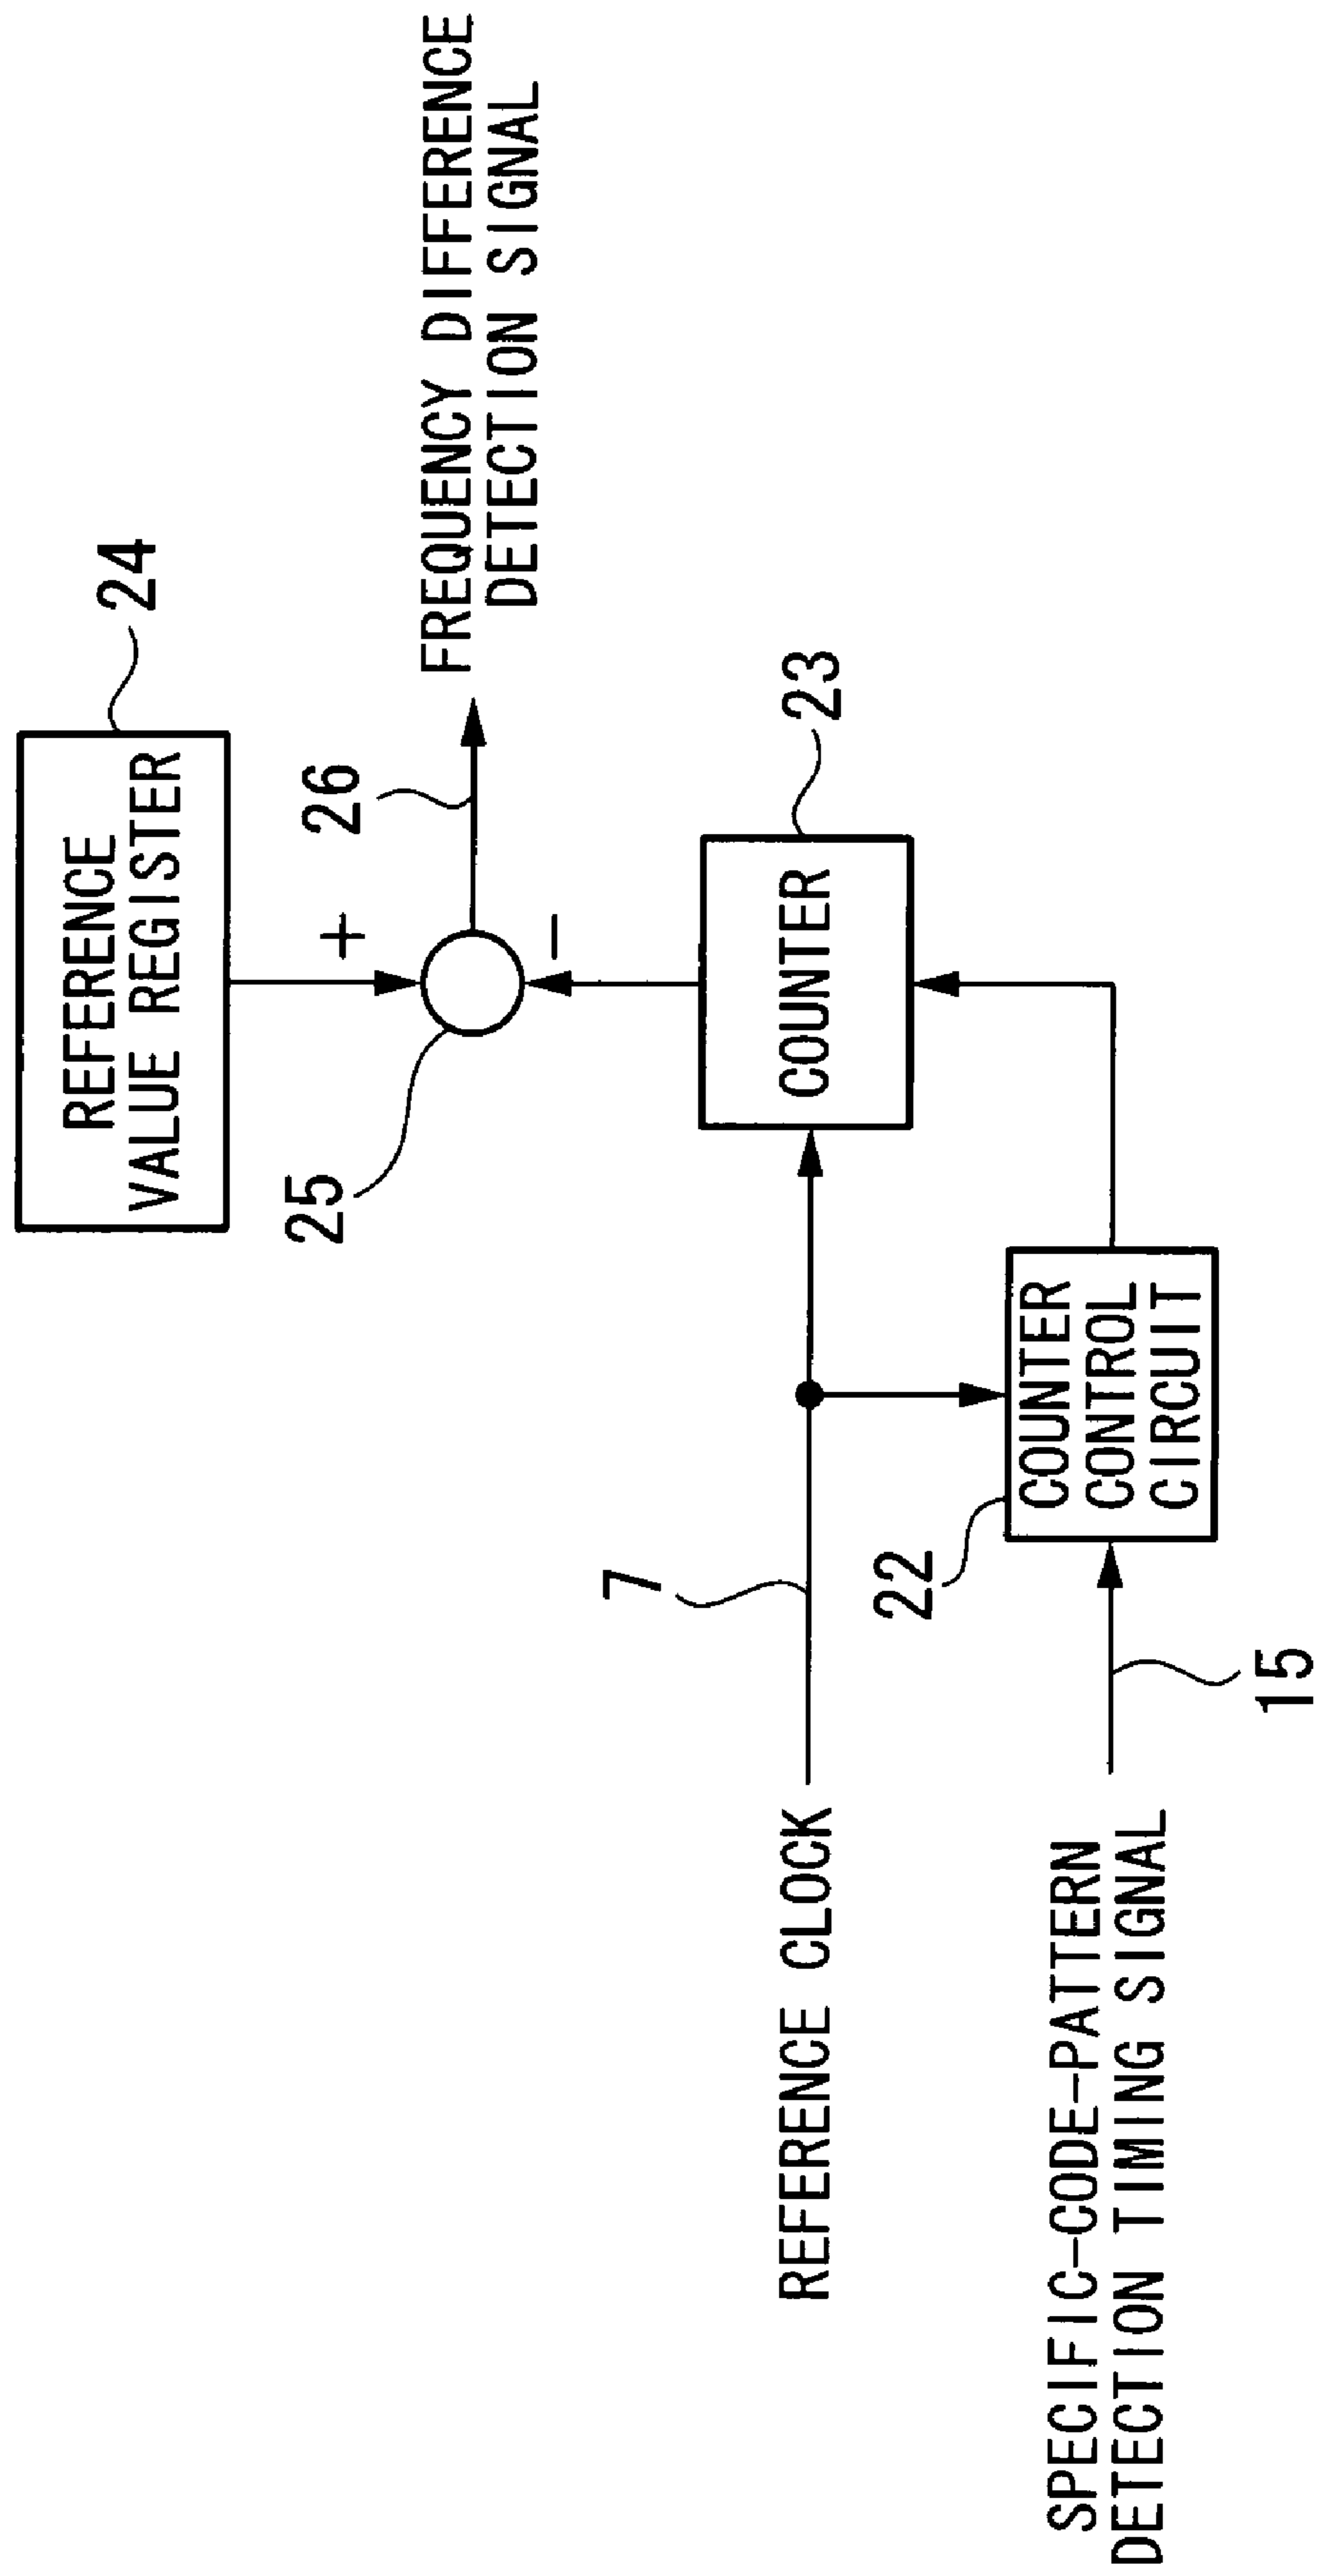 REFERENCE
VALUE REGISTER
24
+
25
26
FREQUENCY DIFFERENCE
DETECTION SIGNAL
−
REFERENCE CLOCK
7
COUNTER
23
22
COUNTER
CONTROL
CIRCUIT
SPECIFIC-CODE-PATTERN
DETECTION TIMING SIGNAL
15